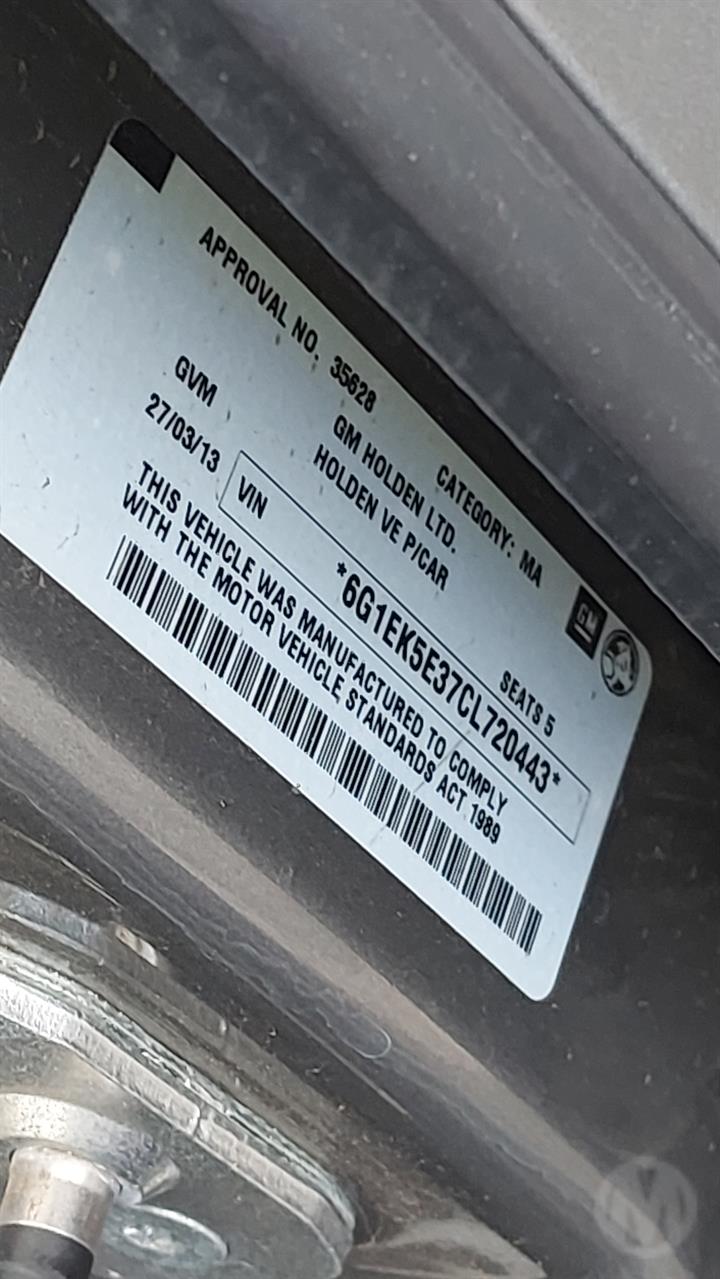 APPROVAL NO. 35628 CATEGORY: MA
GM HOLDEN LTD.
GVM HOLDEN VE P/CAR
27/03/13 SEATS 5
VIN *6G1EK5E37CL720443*
THIS VEHICLE WAS MANUFACTURED TO COMPLY
WITH THE MOTOR VEHICLE STANDARDS ACT 1989
GM
M